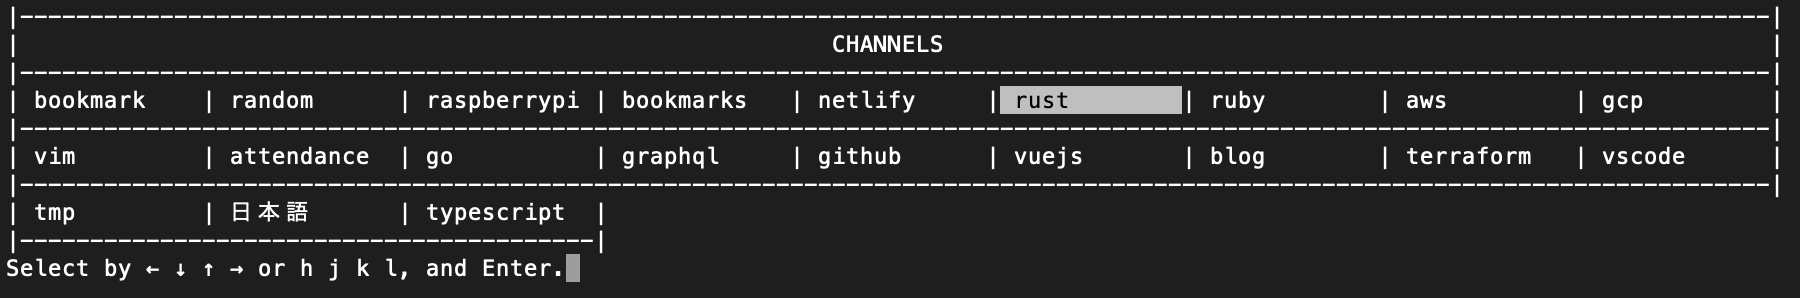 CHANNELS
bookmark | random | raspberrypi | bookmarks | netlify | rust | ruby | aws | gcp |
vim | attendance | go | graphql | github | vuejs | blog | terraform | vscode |
tmp | 日本語 | typescript |
Select by ← ↓ ↑ → or h j k l, and Enter.